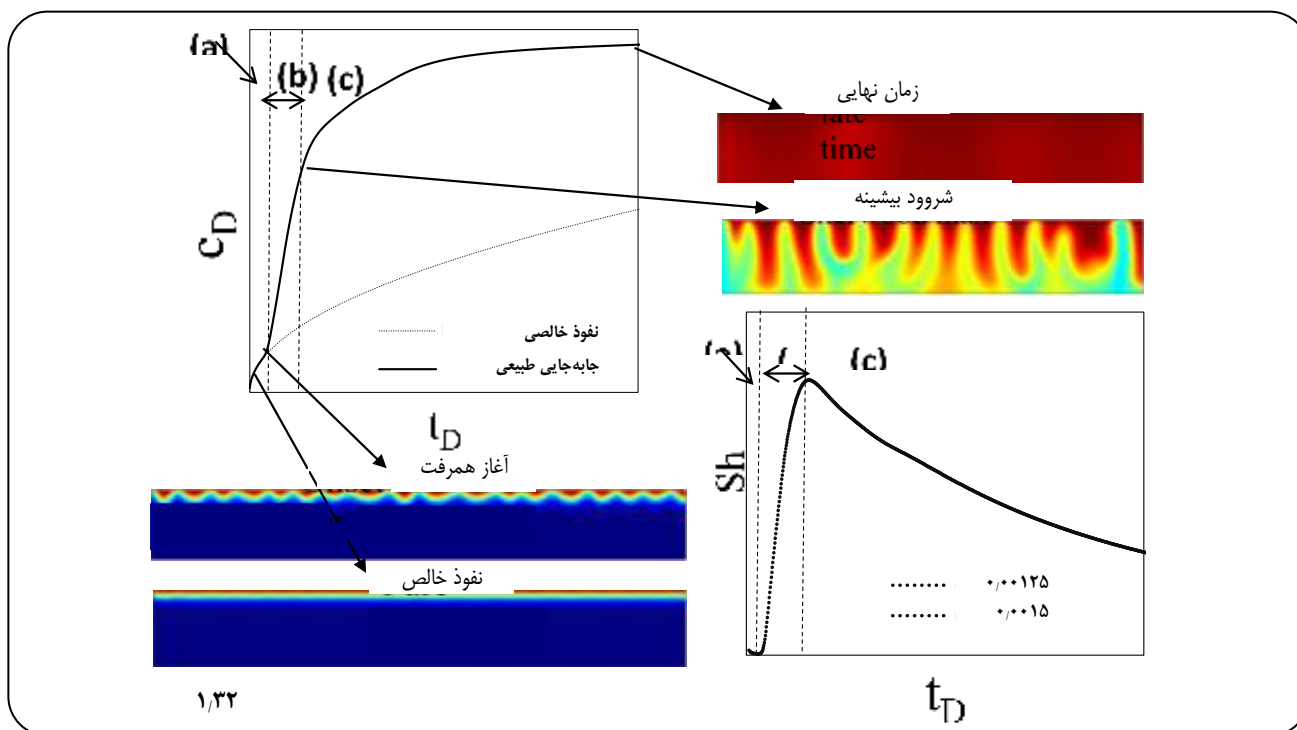 (a)
(b) (c)
زمان نهایی
late
time
شروود بیشینه
c_D
نفوذ خالصی
جابه‌جایی طبیعی
t_D
(c)
Sh
آغاز همرفت
نفوذ خالص
۰/۰۰۱۲۵
۰/۰۰۱۵
t_D
۱٫۳۲